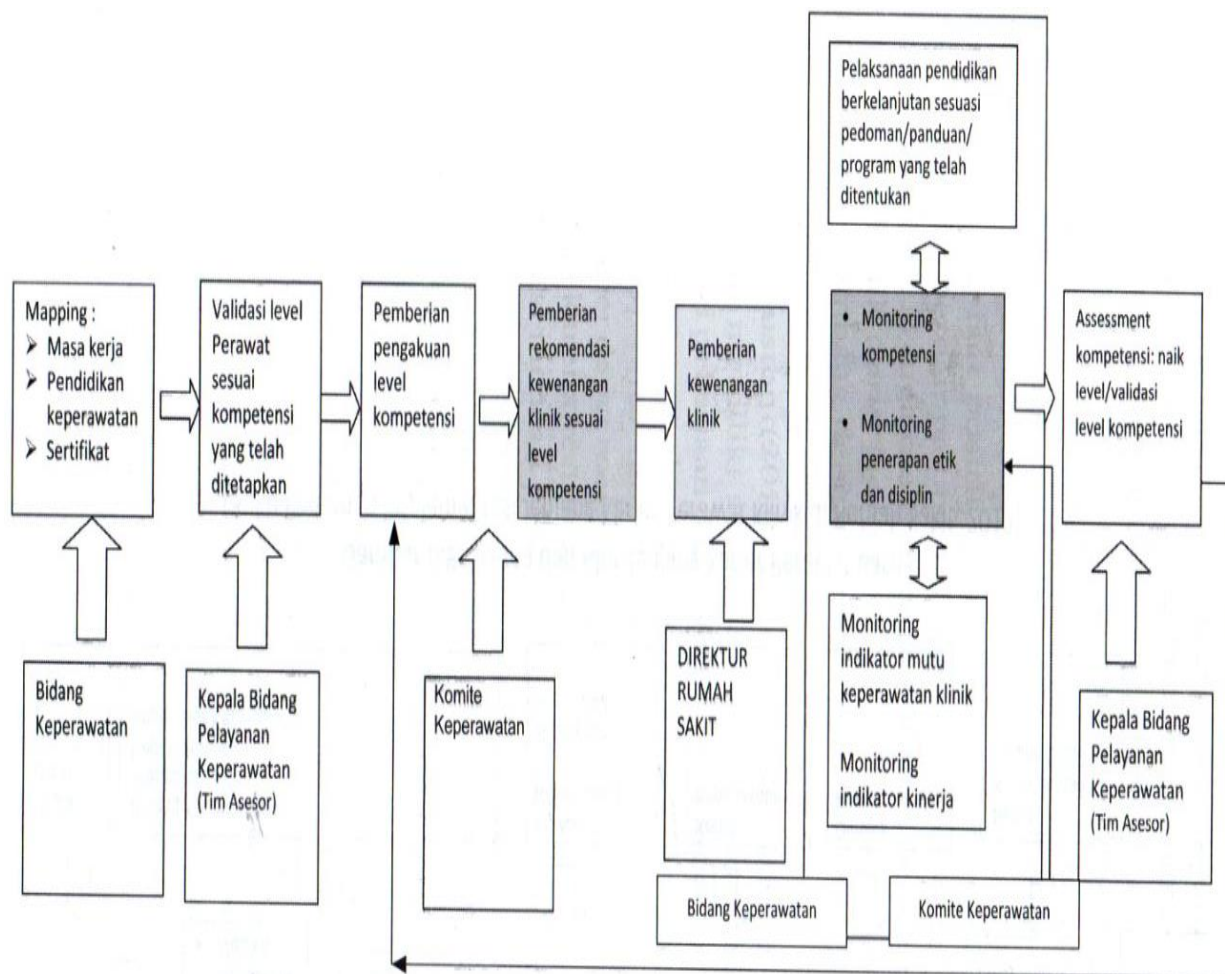 Pelaksanaan pendidikan
berkelanjutan sesuasi
pedoman/panduan/
program yang telah
ditentukan
Mapping :
➢ Masa kerja
➢ Pendidikan
keperawatan
➢ Sertifikat
Validasi level
Perawat
sesuai
kompetensi
yang telah
ditetapkan
Pemberian
pengakuan
level
kompetensi
Pemberian
rekomendasi
kewenangan
klinik sesuai
level
kompetensi
Pemberian
kewenangan
klinik
• Monitoring
kompetensi
• Monitoring
penerapan etik
dan disiplin
Assessment
kompetensi: naik
level/validasi
level kompetensi
Bidang
Keperawatan
Kepala Bidang
Pelayanan
Keperawatan
(Tim Asesor)
Komite
Keperawatan
DIREKTUR
RUMAH
SAKIT
Monitoring
indikator mutu
keperawatan klinik
Monitoring
indikator kinerja
Kepala Bidang
Pelayanan
Keperawatan
(Tim Asesor)
Bidang Keperawatan
Komite Keperawatan